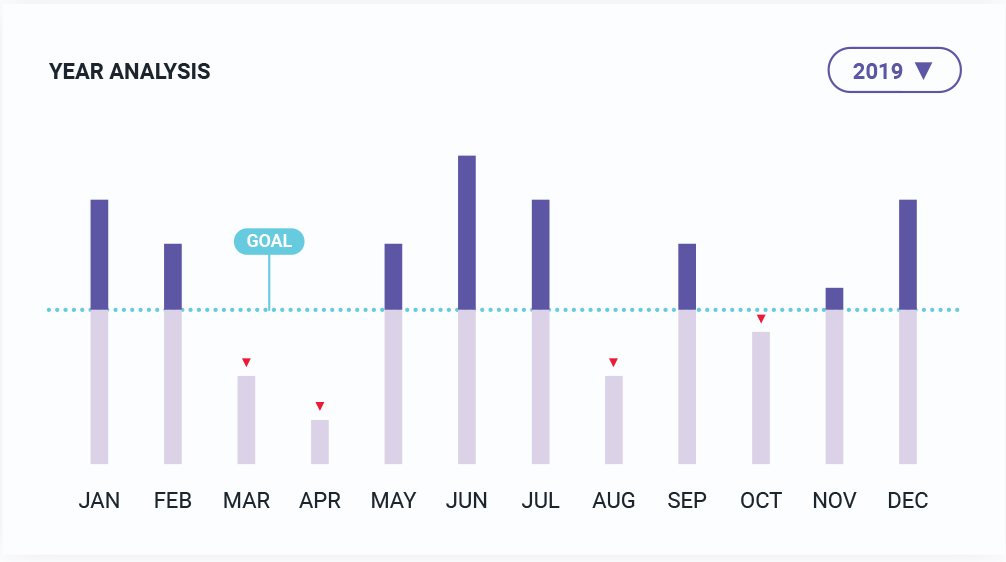 YEAR ANALYSIS
2019 ▼
GOAL
JAN FEB MAR APR MAY JUN JUL AUG SEP OCT NOV DEC